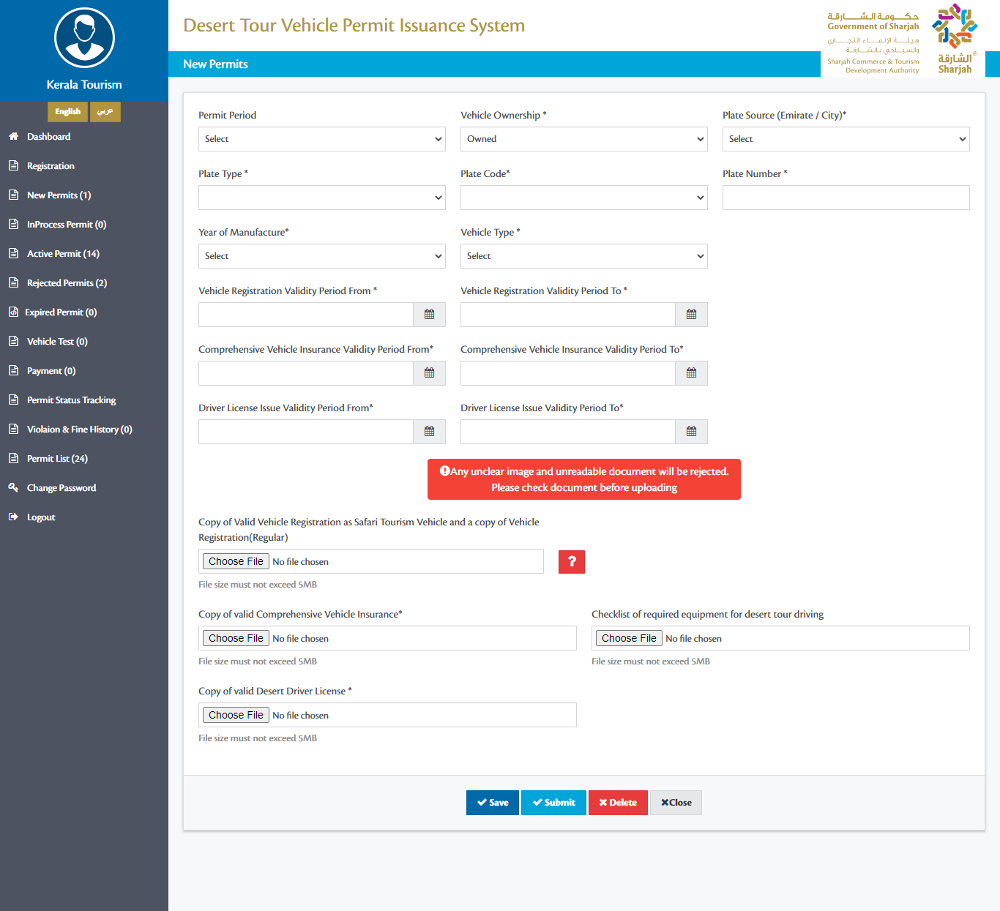 Kerala Tourism
English عربي
Dashboard
Registration
New Permits (1)
InProcess Permit (0)
Active Permit (14)
Rejected Permits (2)
Expired Permit (0)
Vehicle Test (0)
Payment (0)
Permit Status Tracking
Violaion & Fine History (0)
Permit List (24)
Change Password
Logout
Desert Tour Vehicle Permit Issuance System
حكومة الشارقة
Government of Sharjah
هيئة الإنماء التجاري
والسياحي بالشارقة
Sharjah Commerce & Tourism
Development Authority
الشارقة®
Sharjah
New Permits
Permit Period Vehicle Ownership * Plate Source (Emirate / City)*
Select Owned Select
Plate Type * Plate Code* Plate Number *
Year of Manufacture* Vehicle Type *
Select Select
Vehicle Registration Validity Period From * Vehicle Registration Validity Period To *
Comprehensive Vehicle Insurance Validity Period From* Comprehensive Vehicle Insurance Validity Period To*
Driver License Issue Validity Period From* Driver License Issue Validity Period To*
Any unclear image and unreadable document will be rejected.
Please check document before uploading
Copy of Valid Vehicle Registration as Safari Tourism Vehicle and a copy of Vehicle
Registration(Regular)
Choose File No file chosen ?
File size must not exceed 5MB
Copy of valid Comprehensive Vehicle Insurance* Checklist of required equipment for desert tour driving
Choose File No file chosen Choose File No file chosen
File size must not exceed 5MB File size must not exceed 5MB
Copy of valid Desert Driver License *
Choose File No file chosen
File size must not exceed 5MB
Save Submit Delete Close